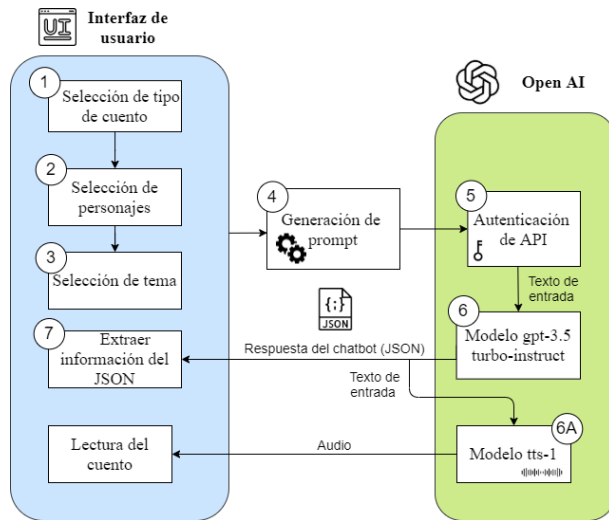 UI
Interfaz de
usuario
Open AI
1
Selección de tipo
de cuento
2
Selección de
personajes
3
Selección de tema
4
Generación de
prompt
5
Autenticación
de API
Texto de
entrada
6
Modelo gpt-3.5
turbo-instruct
{;}
JSON
Respuesta del chatbot (JSON)
7
Extraer
información del
JSON
Texto de
entrada
6A
Modelo tts-1
Audio
Lectura del
cuento